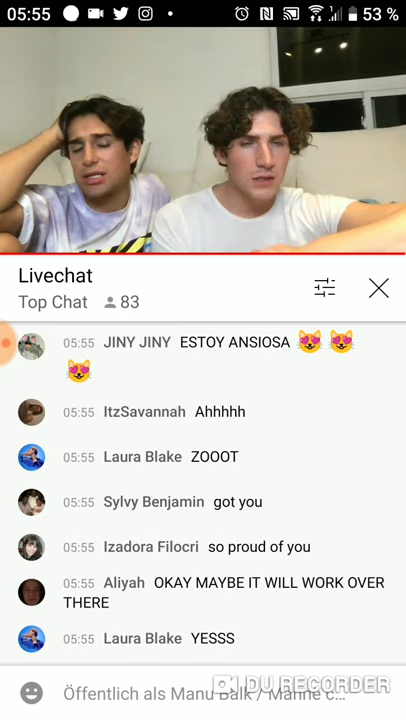 05:55
53 %
Livechat
Top Chat 83
05:55 JINY JINY ESTOY ANSIOSA 😻 😻
😻
05:55 ItzSavannah Ahhhhh
05:55 Laura Blake ZOOOT
05:55 Sylvy Benjamin got you
05:55 Izadora Filocri so proud of you
05:55 Aliyah OKAY MAYBE IT WILL WORK OVER
THERE
05:55 Laura Blake YESSS
Öffentlich als Manu Balk / Männe c...
DU RECORDER